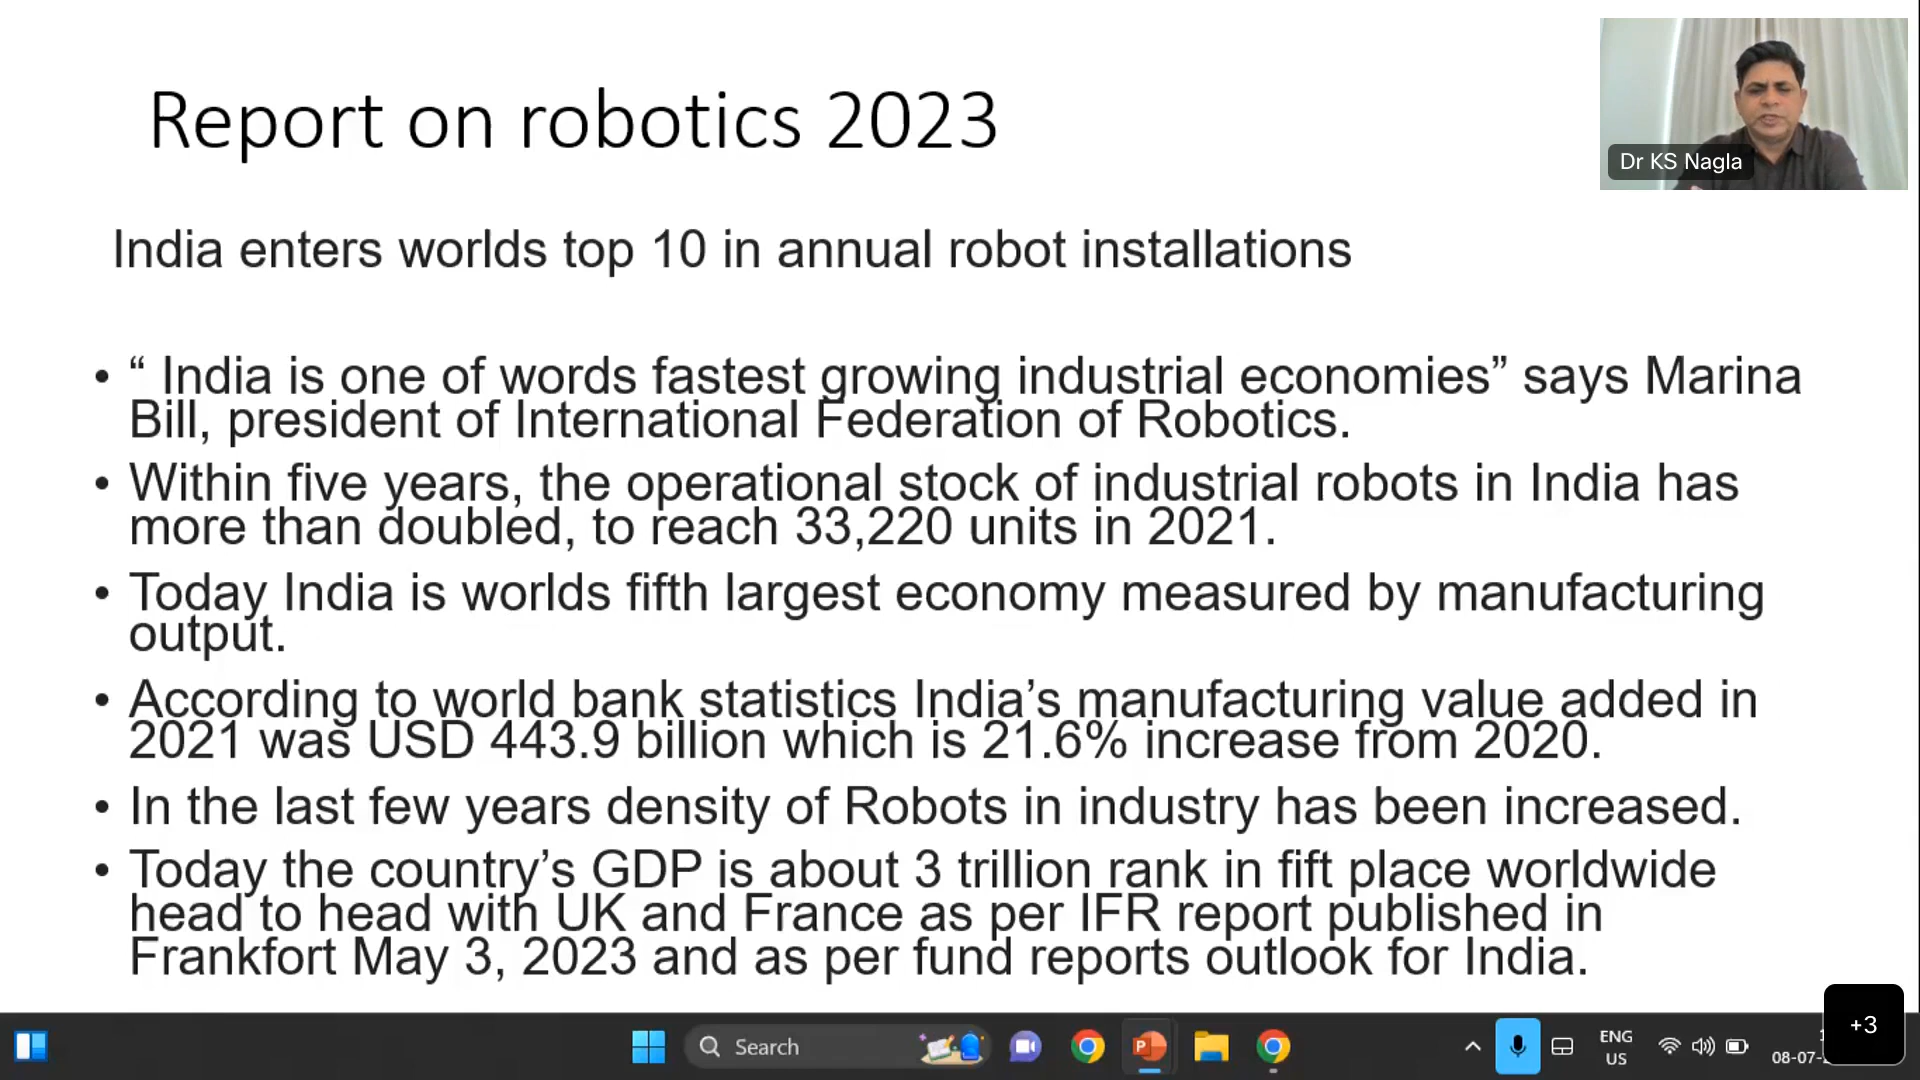 Report on robotics 2023
Dr KS Nagla
India enters worlds top 10 in annual robot installations
• “ India is one of words fastest growing industrial economies” says Marina
Bill, president of International Federation of Robotics.
• Within five years, the operational stock of industrial robots in India has
more than doubled, to reach 33,220 units in 2021.
• Today India is worlds fifth largest economy measured by manufacturing
output.
• According to world bank statistics India’s manufacturing value added in
2021 was USD 443.9 billion which is 21.6% increase from 2020.
• In the last few years density of Robots in industry has been increased.
• Today the country’s GDP is about 3 trillion rank in fift place worldwide
head to head with UK and France as per IFR report published in
Frankfort May 3, 2023 and as per fund reports outlook for India.
+3
Search
ENG
US
08-07-